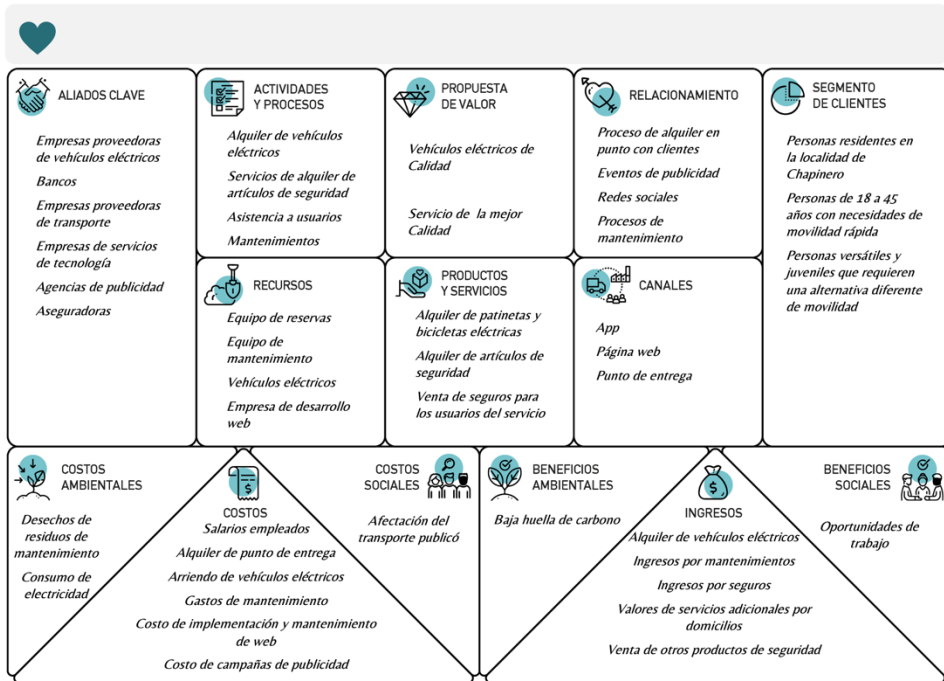 ALIADOS CLAVE
Empresas proveedoras
de vehículos eléctricos
Bancos
Empresas proveedoras
de transporte
Empresas de servicios
de tecnología
Agencias de publicidad
Aseguradoras
ACTIVIDADES
Y PROCESOS
Alquiler de vehículos
eléctricos
Servicios de alquiler de
artículos de seguridad
Asistencia a usuarios
Mantenimientos
RECURSOS
Equipo de reservas
Equipo de
mantenimiento
Vehículos eléctricos
Empresa de desarrollo
web
PROPUESTA
DE VALOR
Vehículos eléctricos de
Calidad
Servicio de la mejor
Calidad
PRODUCTOS
Y SERVICIOS
Alquiler de patinetas y
bicicletas eléctricas
Alquiler de artículos de
seguridad
Venta de seguros para
los usuarios del servicio
RELACIONAMIENTO
Proceso de alquiler en
punto con clientes
Eventos de publicidad
Redes sociales
Procesos de
mantenimiento
CANALES
App
Página web
Punto de entrega
SEGMENTO
DE CLIENTES
Personas residentes en
la localidad de
Chapinero
Personas de 18 a 45
años con necesidades de
movilidad rápida
Personas versátiles y
juveniles que requieren
una alternativa diferente
de movilidad
COSTOS
AMBIENTALES
Desechos de
residuos de
mantenimiento
Consumo de
electricidad
COSTOS
Salarios empleados
Alquiler de punto de entrega
Arriendo de vehículos eléctricos
Gastos de mantenimiento
Costo de implementación y mantenimiento
de web
Costo de campañas de publicidad
COSTOS
SOCIALES
Afectación del
transporte publicó
BENEFICIOS
AMBIENTALES
Baja huella de carbono
INGRESOS
Alquiler de vehículos eléctricos
Ingresos por mantenimientos
Ingresos por seguros
Valores de servicios adicionales por
domicilios
Venta de otros productos de seguridad
BENEFICIOS
SOCIALES
Oportunidades de
trabajo